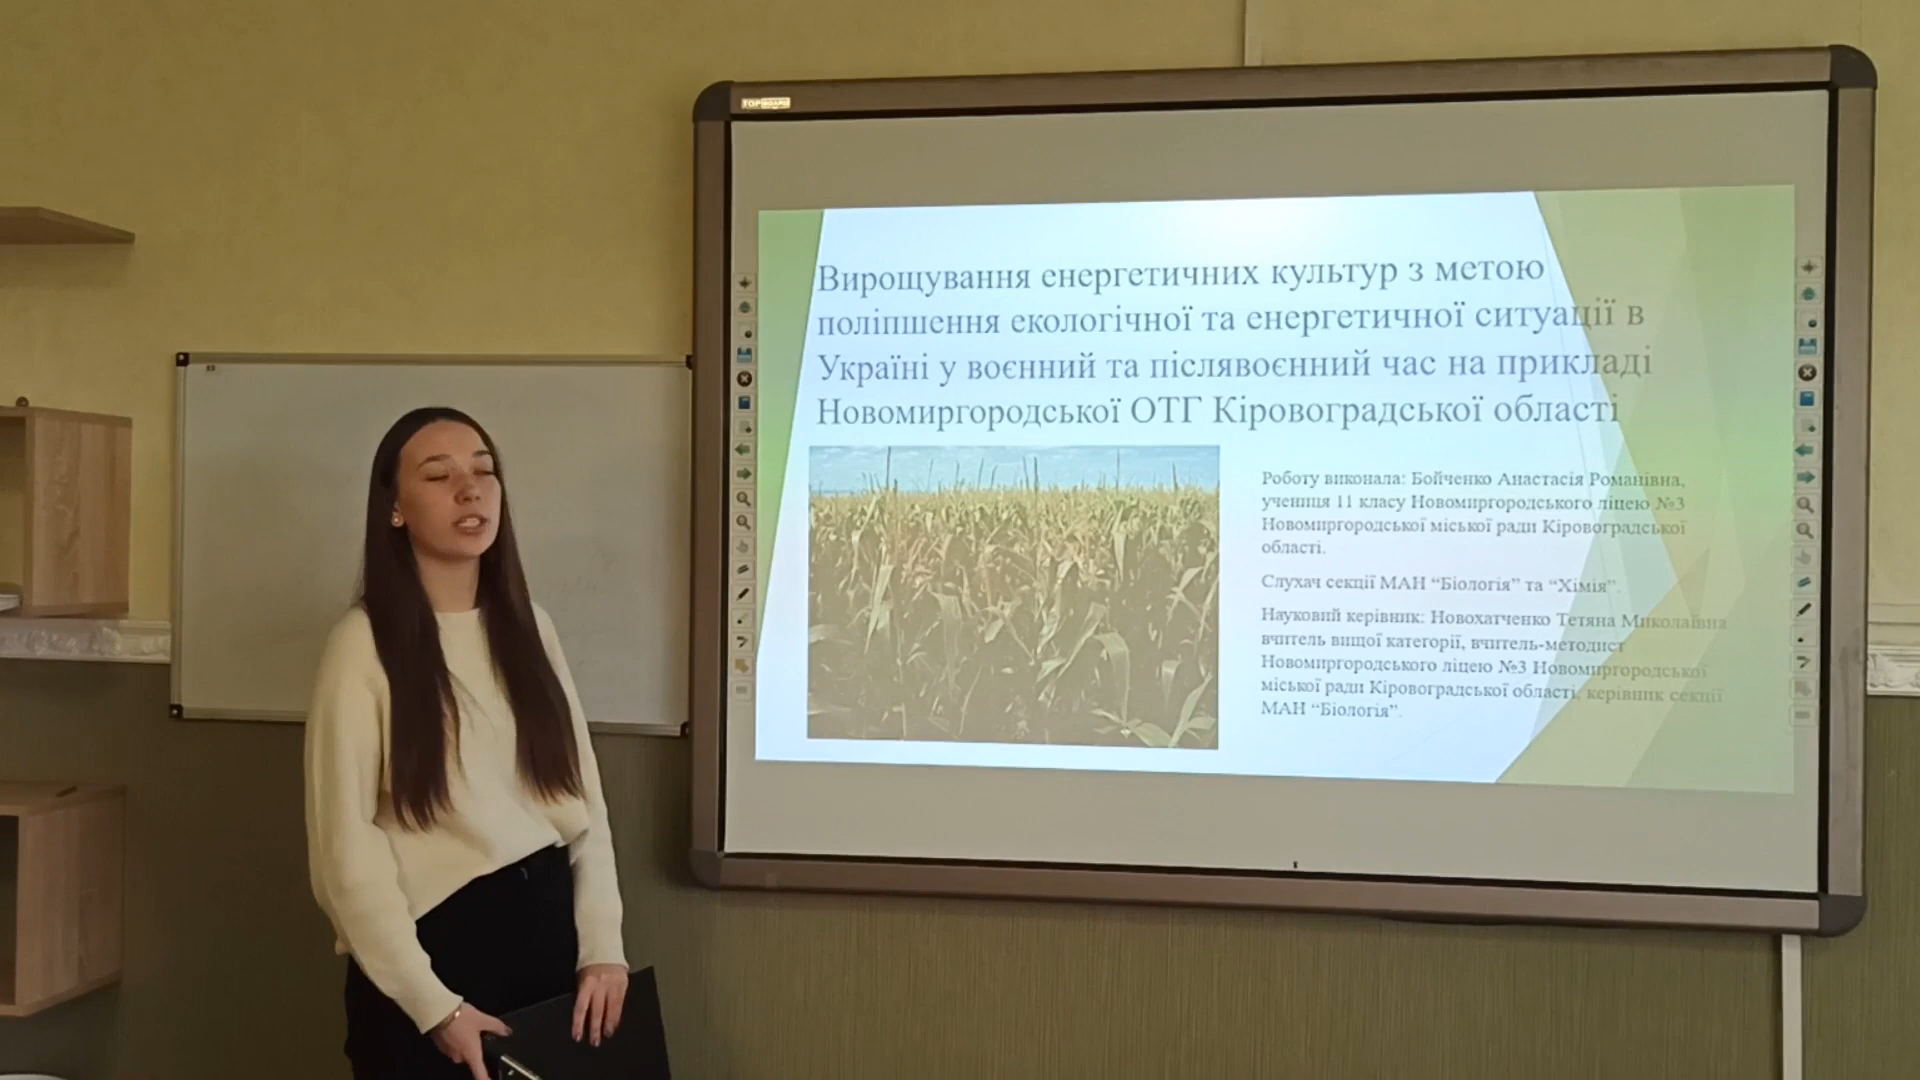 TOPBOARD
Вирощування енергетичних культур з метою
поліпшення екологічної та енергетичної ситуації в
Україні у воєнний та післявоєнний час на прикладі
Новомиргородської ОТГ Кіровоградської області
Роботу виконала: Бойченко Анастасія Романівна,
учениця 11 класу Новомиргородського ліцею №3
Новомиргородської міської ради Кіровоградської
області.
Слухач секції МАН “Біологія” та “Хімія”.
Науковий керівник: Новохатченко Тетяна Миколаївна
вчитель вищої категорії, вчитель-методист
Новомиргородського ліцею №3 Новомиргородської
міської ради Кіровоградської області, керівник секції
МАН “Біологія”.